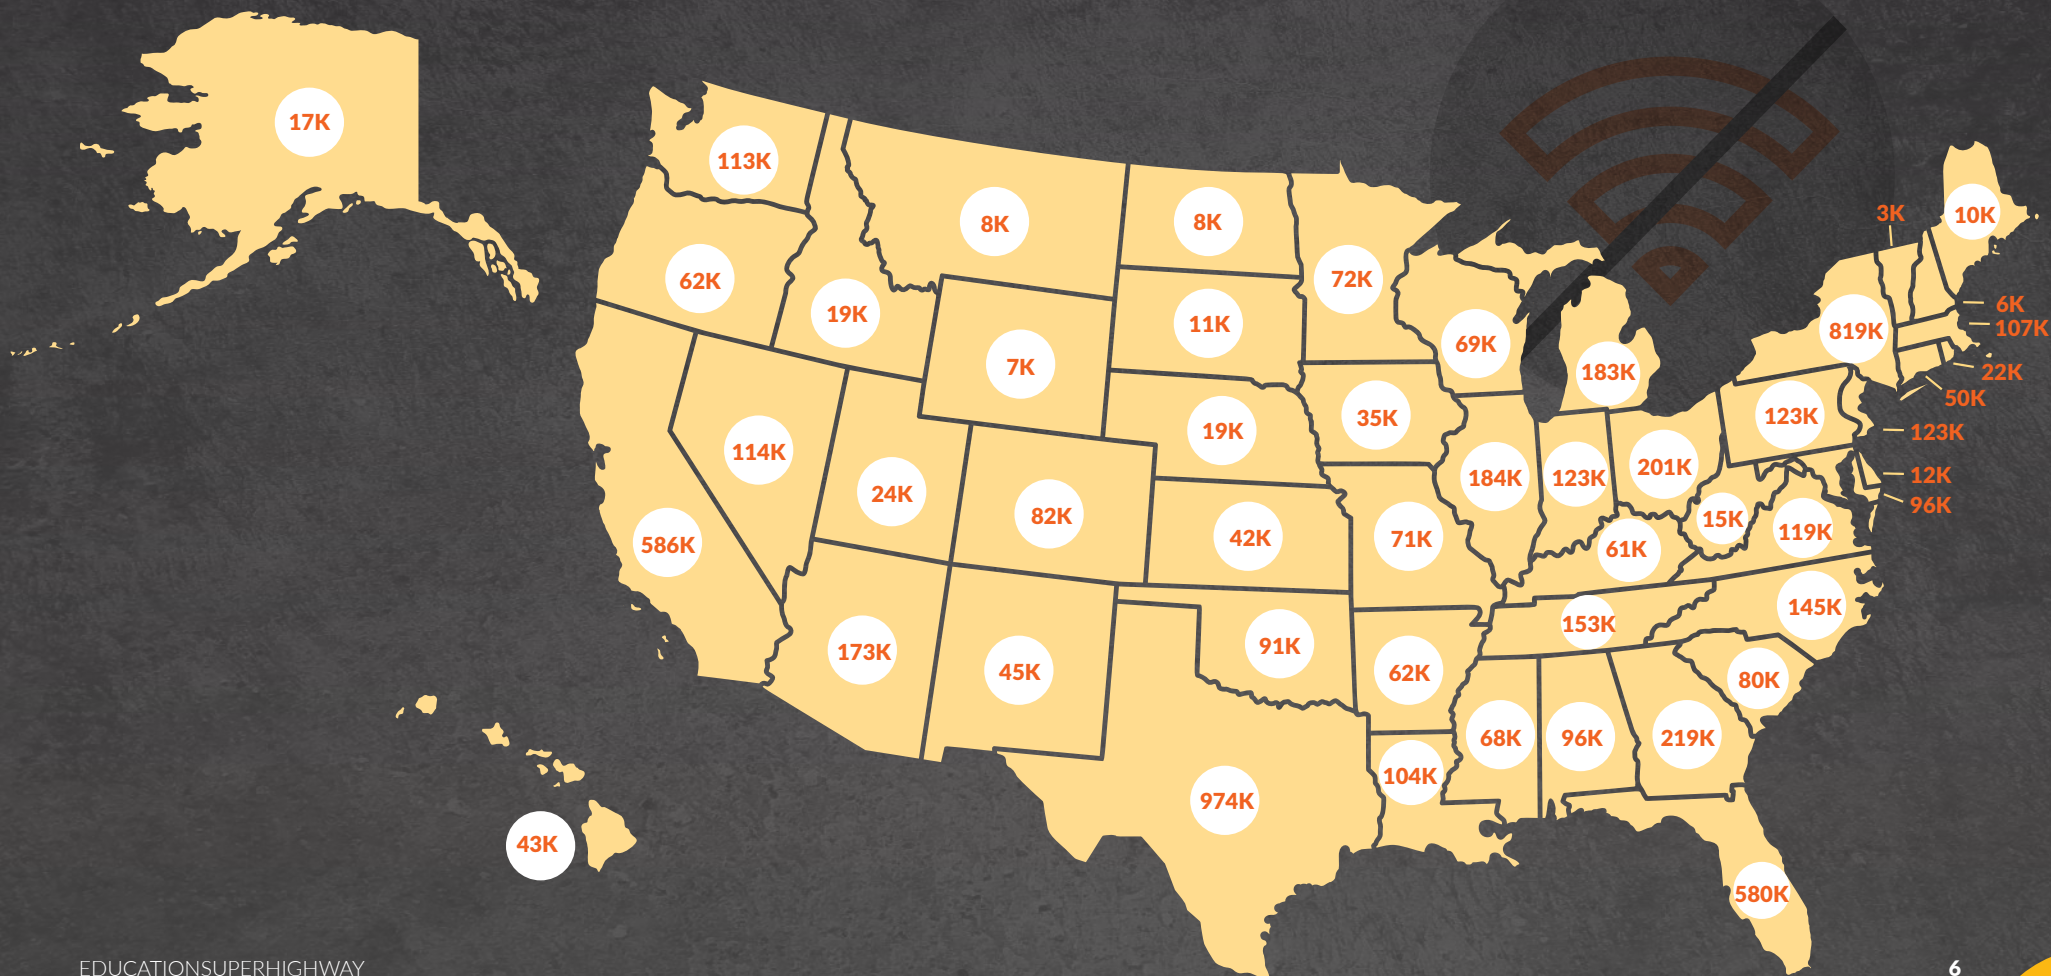 17K
113K
8K
8K
3K
10K
62K
72K
19K
11K
6K
107K
819K
69K
7K
183K
22K
50K
35K
123K
19K
123K
114K
201K
184K
123K
12K
24K
96K
82K
15K
119K
42K
71K
586K
61K
145K
153K
91K
173K
45K
62K
80K
68K
96K
219K
104K
974K
43K
580K
EDUCATIONSUPERHIGHWAY
6